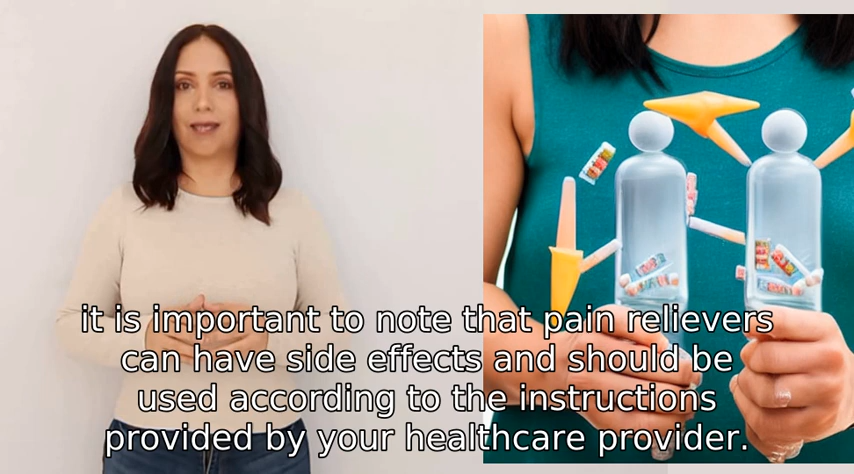 it is important to note that pain relievers
can have side effects and should be
used according to the instructions
provided by your healthcare provider.